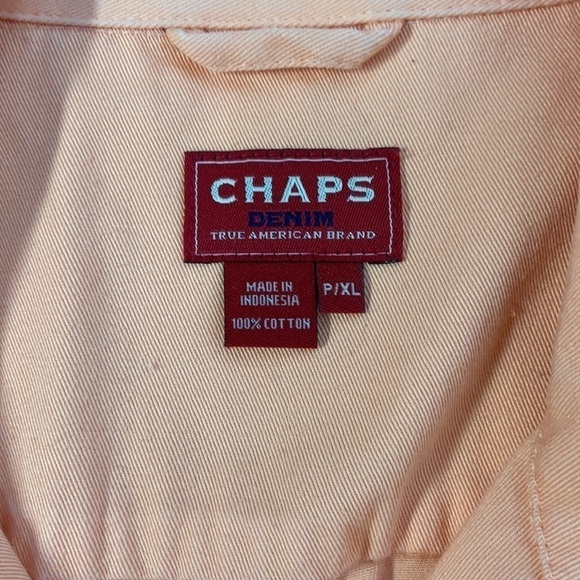 CHAPS
DENIM
TRUE AMERICAN BRAND
MADE IN
INDONESIA
100% COTTON
P/XL